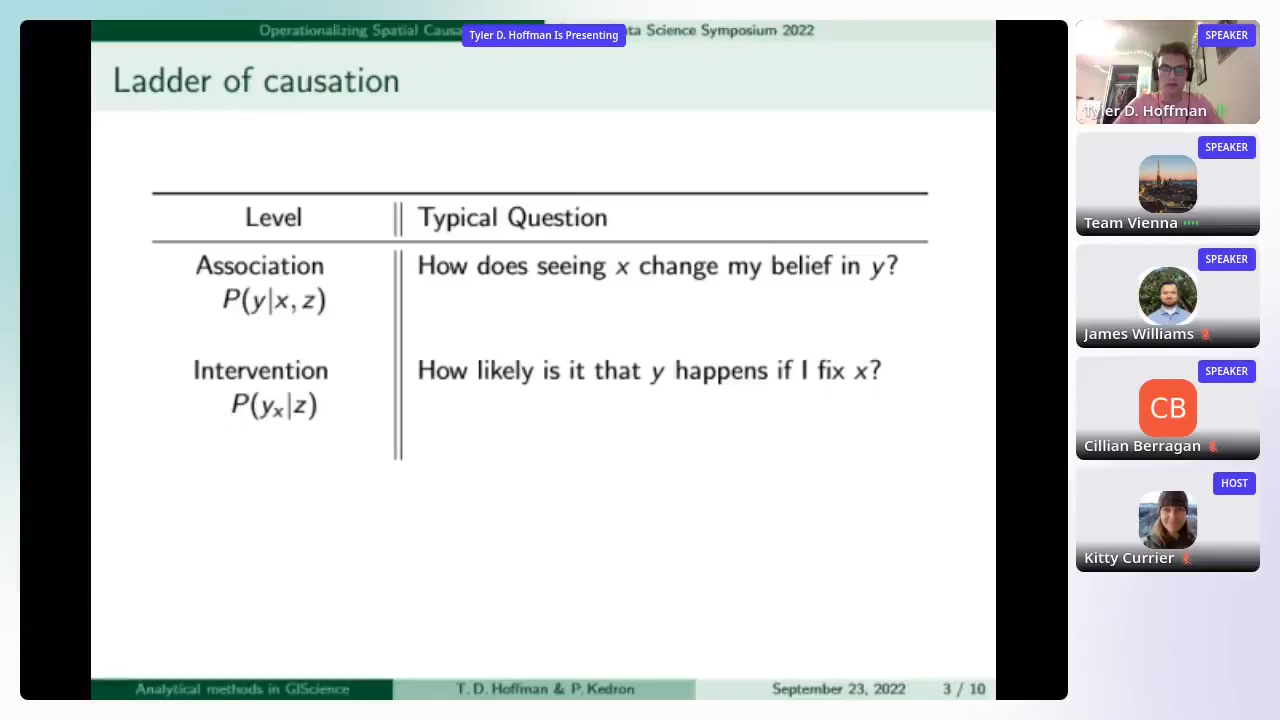 Operationalizing Spatial Causa
Tyler D. Hoffman Is Presenting
ta Science Symposium 2022
Ladder of causation
Level
Typical Question
Association
How does seeing x change my belief in y?
P(y|x, z)
Intervention
How likely is it that y happens if I fix x?
P(yₓ|z)
Analytical methods in GIScience
T. D. Hoffman & P. Kedron
September 23, 2022
3 / 10
SPEAKER
Tyler D. Hoffman
SPEAKER
Team Vienna
SPEAKER
James Williams
SPEAKER
CB
Cillian Berragan
HOST
Kitty Currier